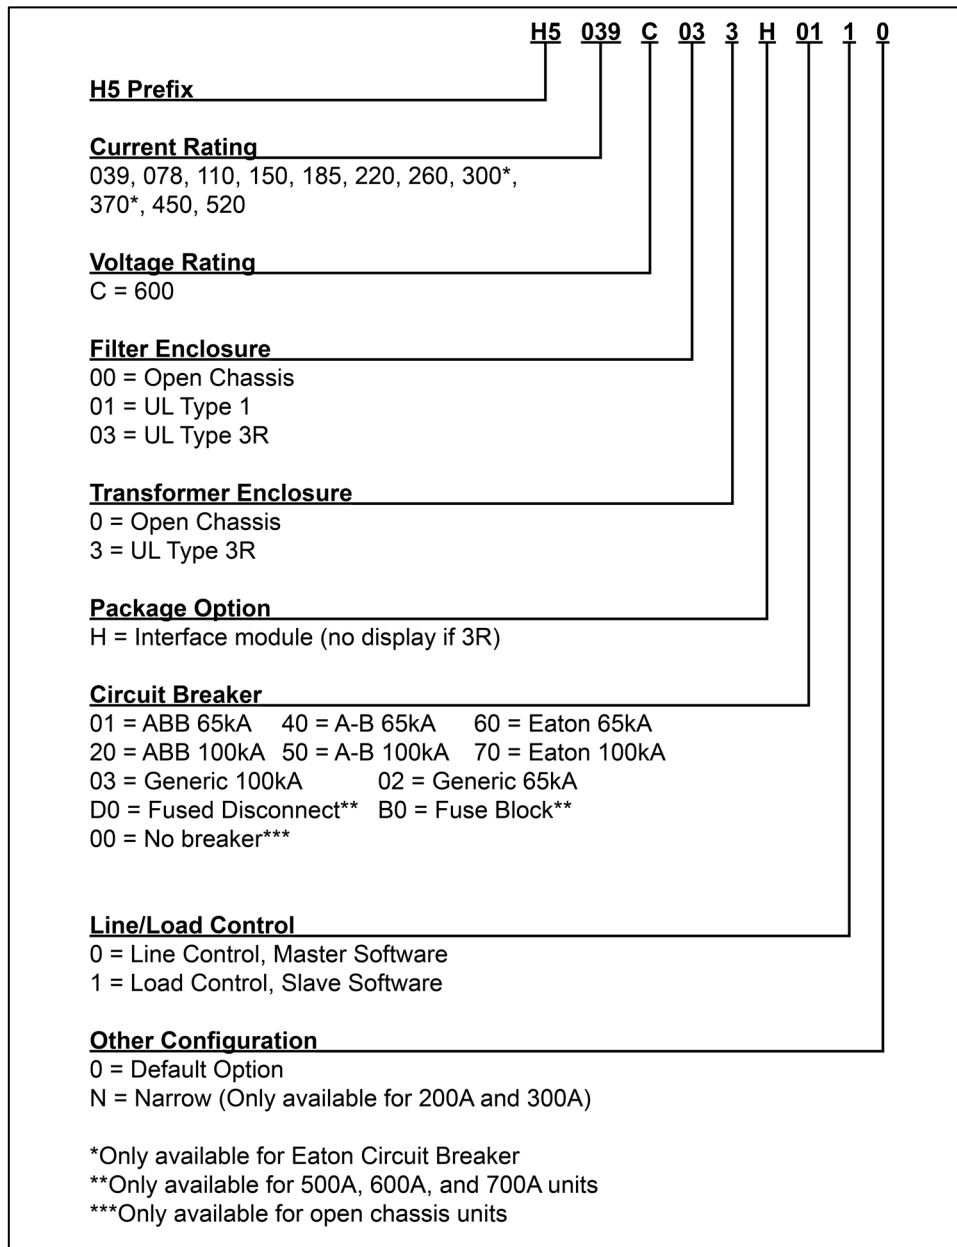 H5 039 C 03 3 H 01 1 0
H5 Prefix
Current Rating
039, 078, 110, 150, 185, 220, 260, 300*,
370*, 450, 520
Voltage Rating
C = 600
Filter Enclosure
00 = Open Chassis
01 = UL Type 1
03 = UL Type 3R
Transformer Enclosure
0 = Open Chassis
3 = UL Type 3R
Package Option
H = Interface module (no display if 3R)
Circuit Breaker
01 = ABB 65kA 40 = A-B 65kA 60 = Eaton 65kA
20 = ABB 100kA 50 = A-B 100kA 70 = Eaton 100kA
03 = Generic 100kA 02 = Generic 65kA
D0 = Fused Disconnect** B0 = Fuse Block**
00 = No breaker***
Line/Load Control
0 = Line Control, Master Software
1 = Load Control, Slave Software
Other Configuration
0 = Default Option
N = Narrow (Only available for 200A and 300A)
*Only available for Eaton Circuit Breaker
**Only available for 500A, 600A, and 700A units
***Only available for open chassis units